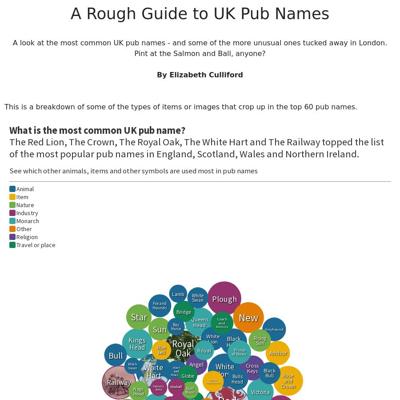 A Rough Guide to UK Pub Names
A look at the most common UK pub names - and some of the more unusual ones tucked away in London.
Pint at the Salmon and Ball, anyone?
By Elizabeth Culliford
This is a breakdown of some of the types of items or images that crop up in the top 60 pub names.
What is the most common UK pub name?
The Red Lion, The Crown, The Royal Oak, The White Hart and The Railway topped the list
of the most popular pub names in England, Scotland, Wales and Northern Ireland.
See which other animals, items and other symbols are used most in pub names
Animal
Item
Nature
Industry
Monarch
Other
Religion
Travel or place
Lamb
White
Swan
Plough
Bridge
Star
New
Queens
Head
Sun
Kings
Head
Royal
Oak
Bull
Royal
Angel
Cross
Keys
Black
Bull
White
Hart
Globe
Bulls
Head
Railway
Victoria
Rose
and
Crown